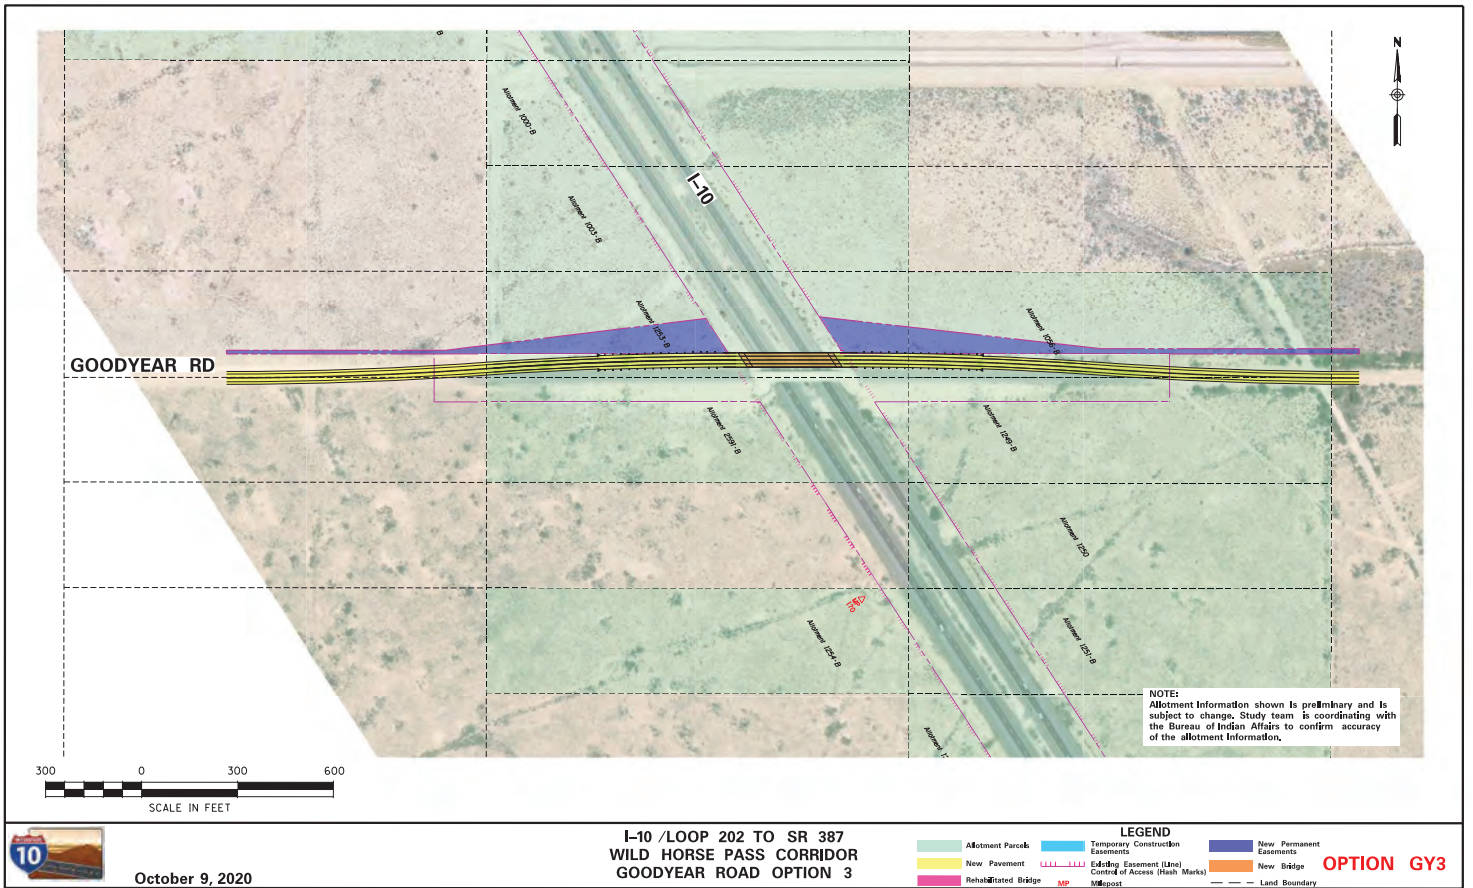 B
N
Allotment 1000-B
I-10
Allotment 1003-B
Allotment 1253-B
Allotment 1056-B
GOODYEAR RD
Allotment 2591-B
Allotment 1249-B
Allotment 1250
MP
170
Allotment 1254-B
Allotment 1251-B
Allotment
NOTE:
Allotment Information shown is preliminary and is
subject to change. Study team is coordinating with
the Bureau of Indian Affairs to confirm accuracy
of the allotment Information.
300 0 300 600
SCALE IN FEET
INTERSTATE
10
October 9, 2020
I-10 /LOOP 202 TO SR 387
WILD HORSE PASS CORRIDOR
GOODYEAR ROAD OPTION 3
LEGEND
Allotment Parcels
New Pavement
Rehabilitated Bridge
Temporary Construction
Easements
Existing Easement (Line)
Control of Access (Hash Marks)
MP Milepost
New Permanent
Easements
New Bridge
Land Boundary
OPTION GY3